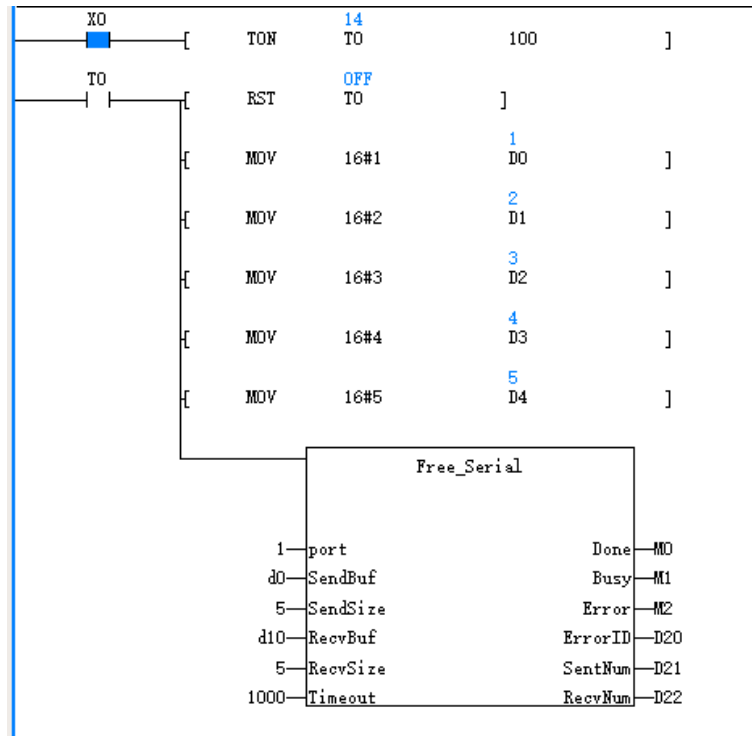 X0 14
[ TON T0 100 ]
T0 OFF
[ RST T0 ]
1
[ MOV 16#1 D0 ]
2
[ MOV 16#2 D1 ]
3
[ MOV 16#3 D2 ]
4
[ MOV 16#4 D3 ]
5
[ MOV 16#5 D4 ]
Free_Serial
1 port Done M0
d0 SendBuf Busy M1
5 SendSize Error M2
d10 RecvBuf ErrorID D20
5 RecvSize SentNum D21
1000 Timeout RecvNum D22